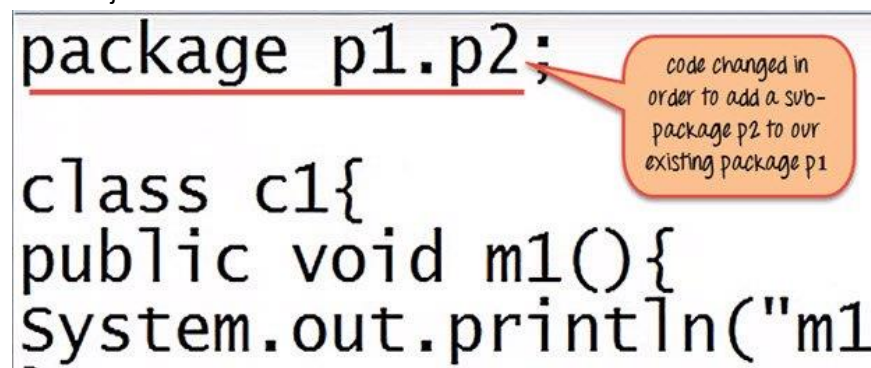 package p1.p2;
code changed in
order to add a sub-
package p2 to our
existing package p1
class c1{
public void m1(){
System.out.println("m1